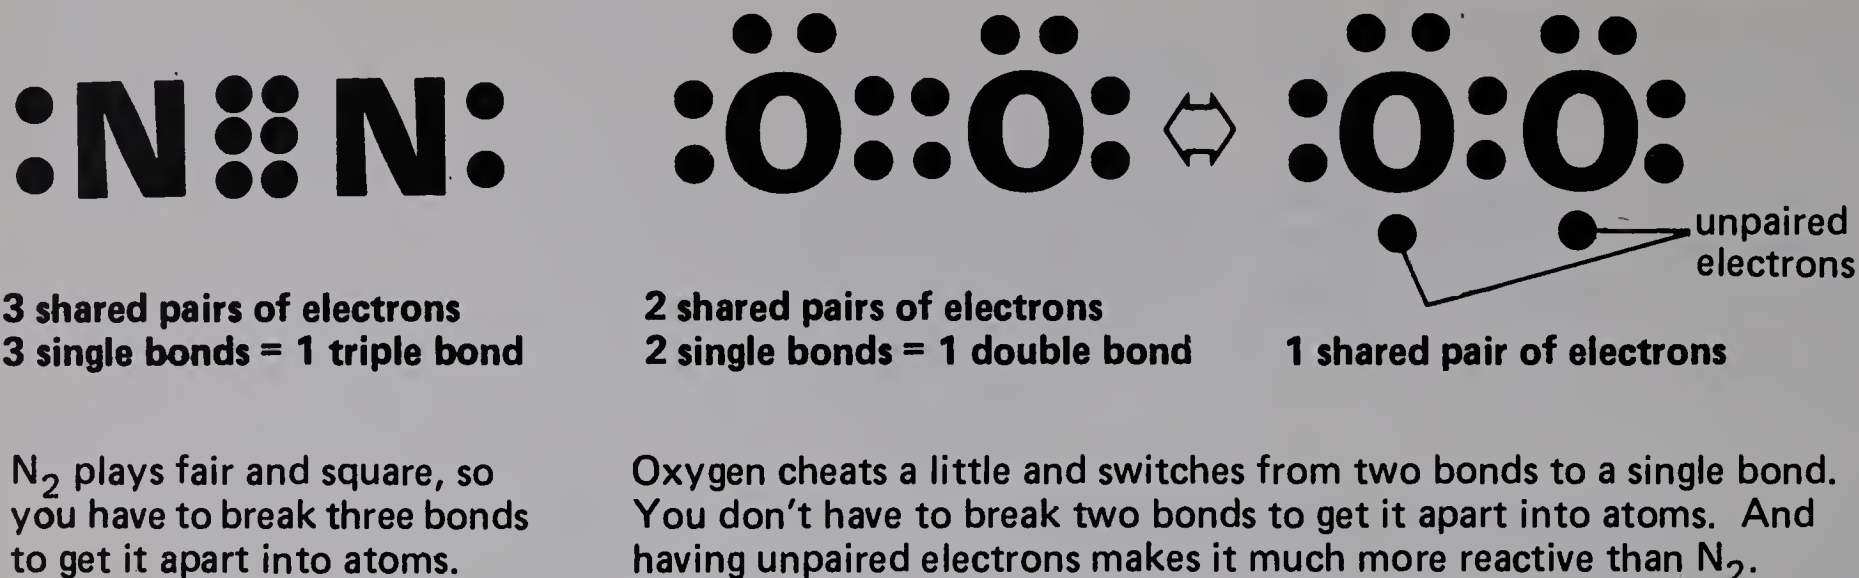 :N:::N:
:O::O: ⇔ :O:O:
unpaired
electrons
3 shared pairs of electrons
3 single bonds = 1 triple bond
2 shared pairs of electrons
2 single bonds = 1 double bond
1 shared pair of electrons
N₂ plays fair and square, so
you have to break three bonds
to get it apart into atoms.
Oxygen cheats a little and switches from two bonds to a single bond.
You don't have to break two bonds to get it apart into atoms. And
having unpaired electrons makes it much more reactive than N₂.